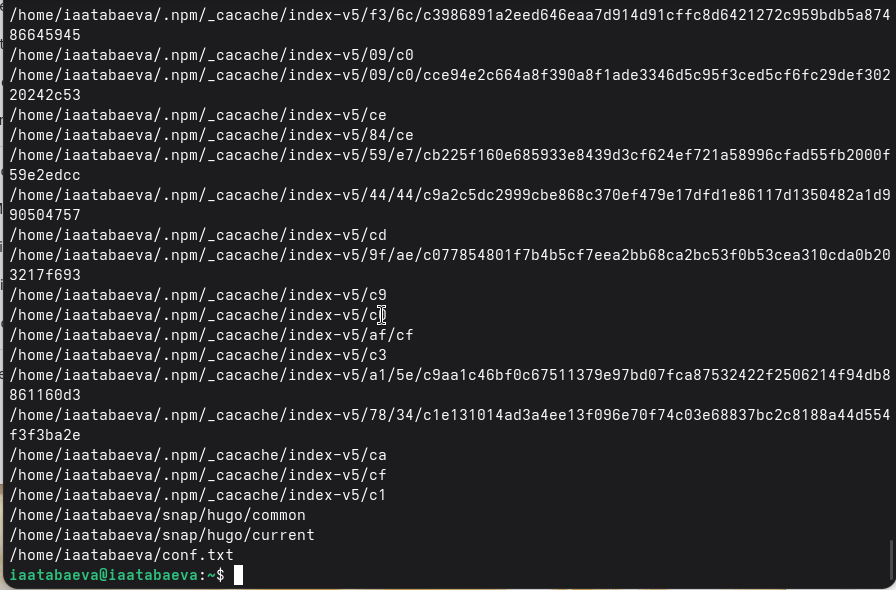 /home/iaatabaeva/.npm/_cacache/index-v5/f3/6c/c3986891a2eed646eaa7d914d91cffc8d6421272c959bdb5a874
86645945
/home/iaatabaeva/.npm/_cacache/index-v5/09/c0
/home/iaatabaeva/.npm/_cacache/index-v5/09/c0/cce94e2c664a8f390a8f1ade3346d5c95f3ced5cf6fc29def302
20242c53
/home/iaatabaeva/.npm/_cacache/index-v5/ce
/home/iaatabaeva/.npm/_cacache/index-v5/84/ce
/home/iaatabaeva/.npm/_cacache/index-v5/59/e7/cb225f160e685933e8439d3cf624ef721a58996cfad55fb2000f
59e2edcc
/home/iaatabaeva/.npm/_cacache/index-v5/44/44/c9a2c5dc2999cbe868c370ef479e17dfd1e86117d1350482a1d9
90504757
/home/iaatabaeva/.npm/_cacache/index-v5/cd
/home/iaatabaeva/.npm/_cacache/index-v5/9f/ae/c077854801f7b4b5cf7eea2bb68ca2bc53f0b53cea310cda0b20
3217f693
/home/iaatabaeva/.npm/_cacache/index-v5/c9
/home/iaatabaeva/.npm/_cacache/index-v5/c0
/home/iaatabaeva/.npm/_cacache/index-v5/af/cf
/home/iaatabaeva/.npm/_cacache/index-v5/c3
/home/iaatabaeva/.npm/_cacache/index-v5/a1/5e/c9aa1c46bf0c67511379e97bd07fca87532422f2506214f94db8
861160d3
/home/iaatabaeva/.npm/_cacache/index-v5/78/34/c1e131014ad3a4ee13f096e70f74c03e68837bc2c8188a44d554
f3f3ba2e
/home/iaatabaeva/.npm/_cacache/index-v5/ca
/home/iaatabaeva/.npm/_cacache/index-v5/cf
/home/iaatabaeva/.npm/_cacache/index-v5/c1
/home/iaatabaeva/snap/hugo/common
/home/iaatabaeva/snap/hugo/current
/home/iaatabaeva/conf.txt
iaatabaeva@iaatabaeva:~$